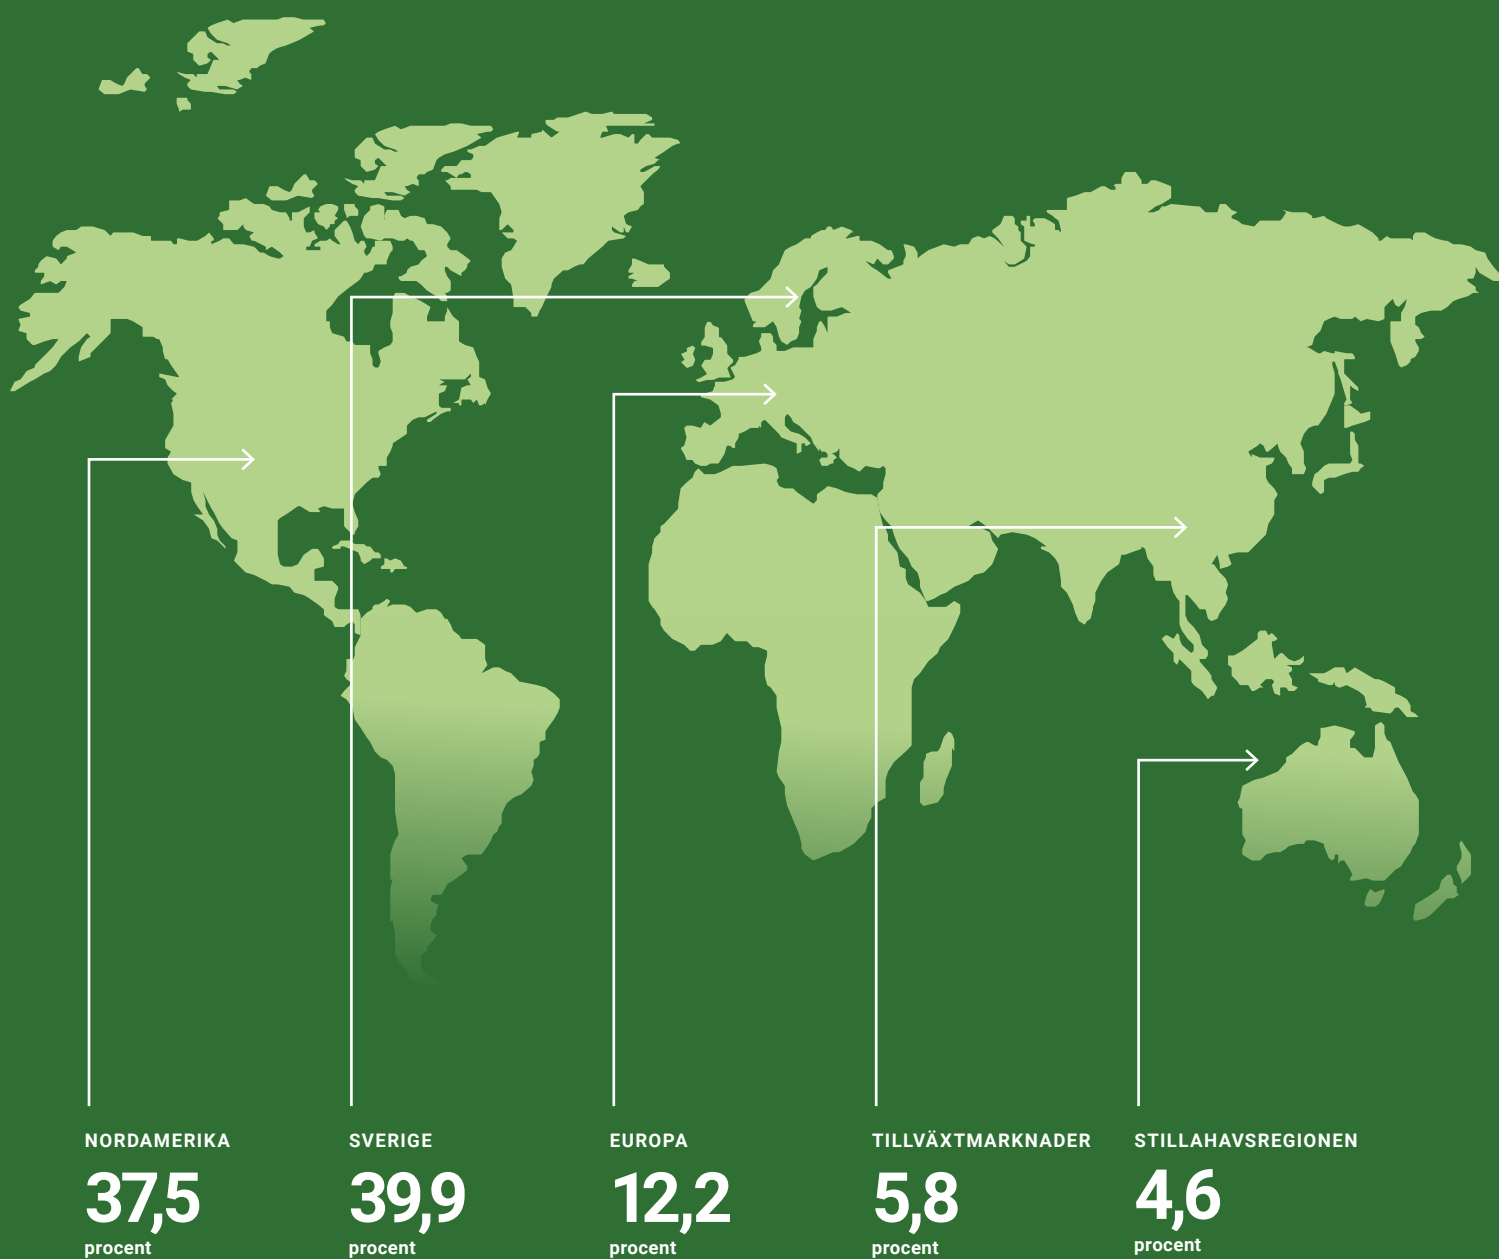 NORDAMERIKA
37,5
procent
SVERIGE
39,9
procent
EUROPA
12,2
procent
TILLVÄXTMARKNADER
5,8
procent
STILLAHAVSREGIONEN
4,6
procent